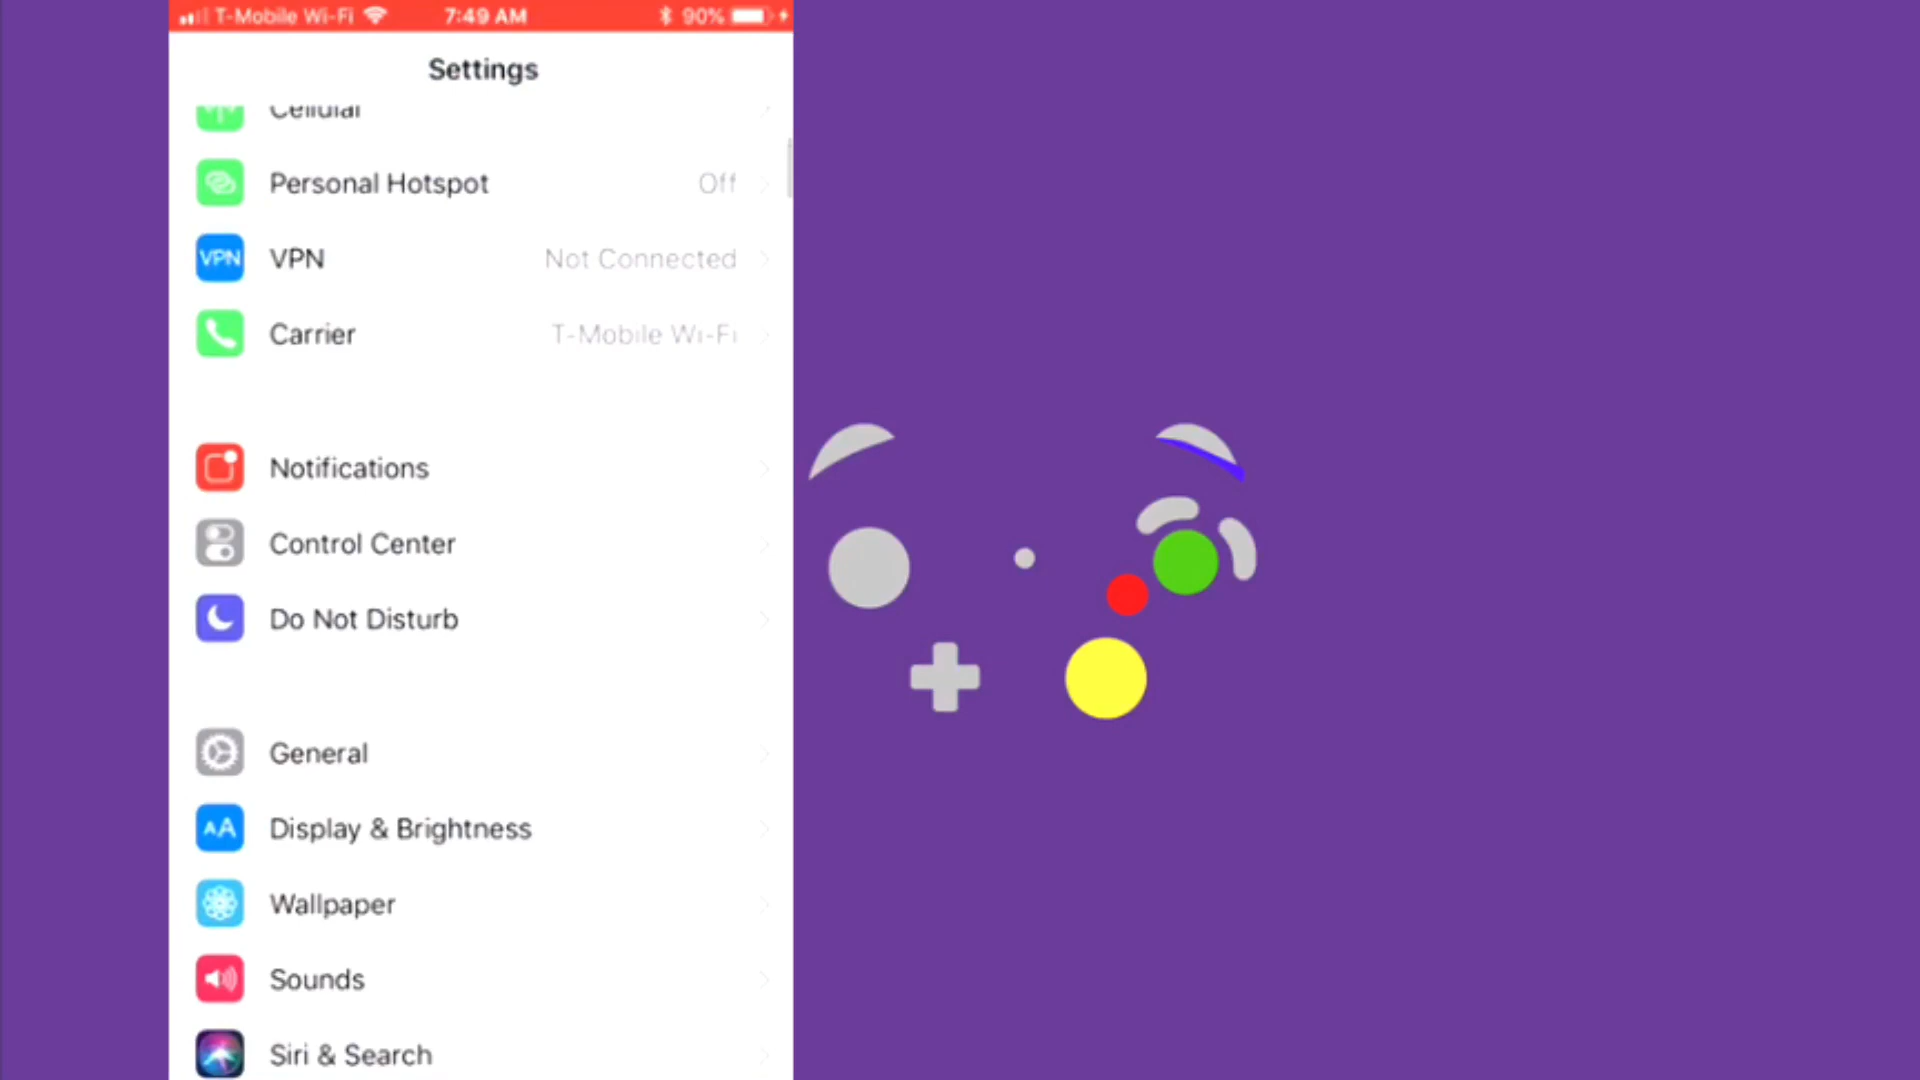 T-Mobile Wi-Fi 7:49 AM 90%
Settings
Cellular
Personal Hotspot Off
VPN VPN Not Connected
Carrier T-Mobile Wi-Fi
Notifications
Control Center
Do Not Disturb
General
AA Display & Brightness
Wallpaper
Sounds
Siri & Search